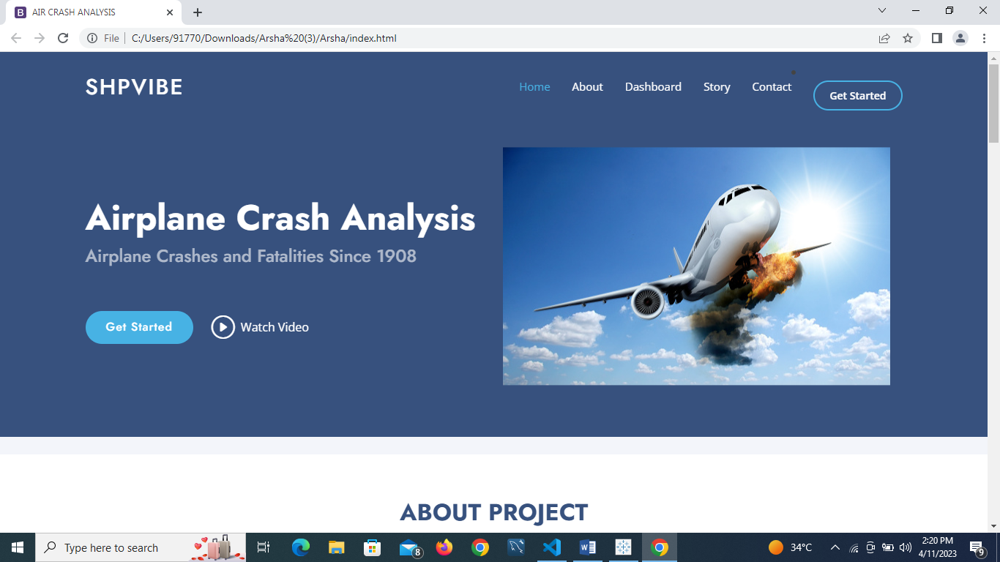 AIR CRASH ANALYSIS
File
C:/Users/91770/Downloads/Arsha%20(3)/Arsha/index.html
SHPVIBE
Home
About
Dashboard
Story
Contact
Get Started
Airplane Crash Analysis
Airplane Crashes and Fatalities Since 1908
Get Started
Watch Video
ABOUT PROJECT
Type here to search
8
34°C
2:20 PM
4/11/2023
9